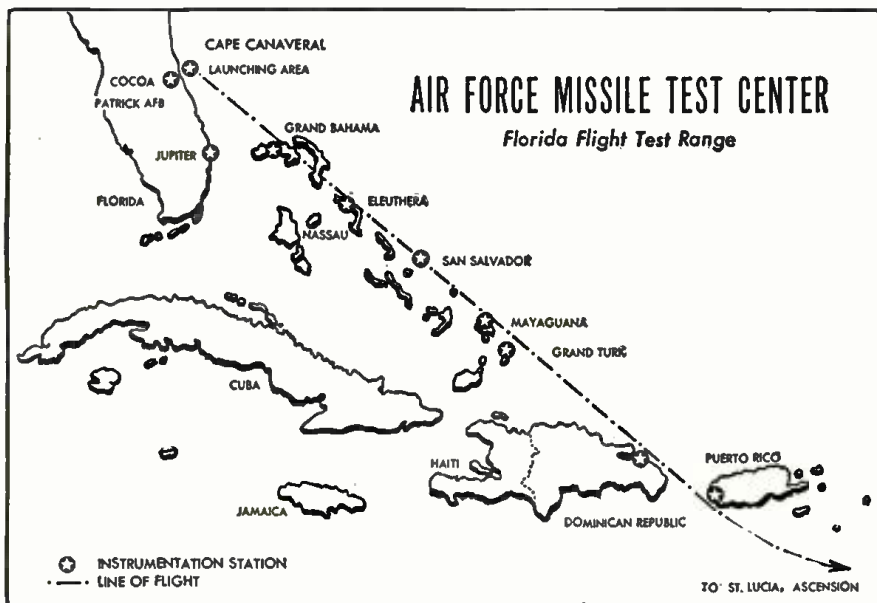 CAPE CANAVERAL
LAUNCHING AREA
COCOA
PATRICK AFB
AIR FORCE MISSILE TEST CENTER
Florida Flight Test Range
GRAND BAHAMA
JUPITER
FLORIDA
ELEUTHERA
NASSAU
SAN SALVADOR
MAYAGUANA
GRAND TURK
CUBA
HAITI
PUERTO RICO
JAMAICA
DOMINICAN REPUBLIC
INSTRUMENTATION STATION
LINE OF FLIGHT
TO ST. LUCIA, ASCENSION